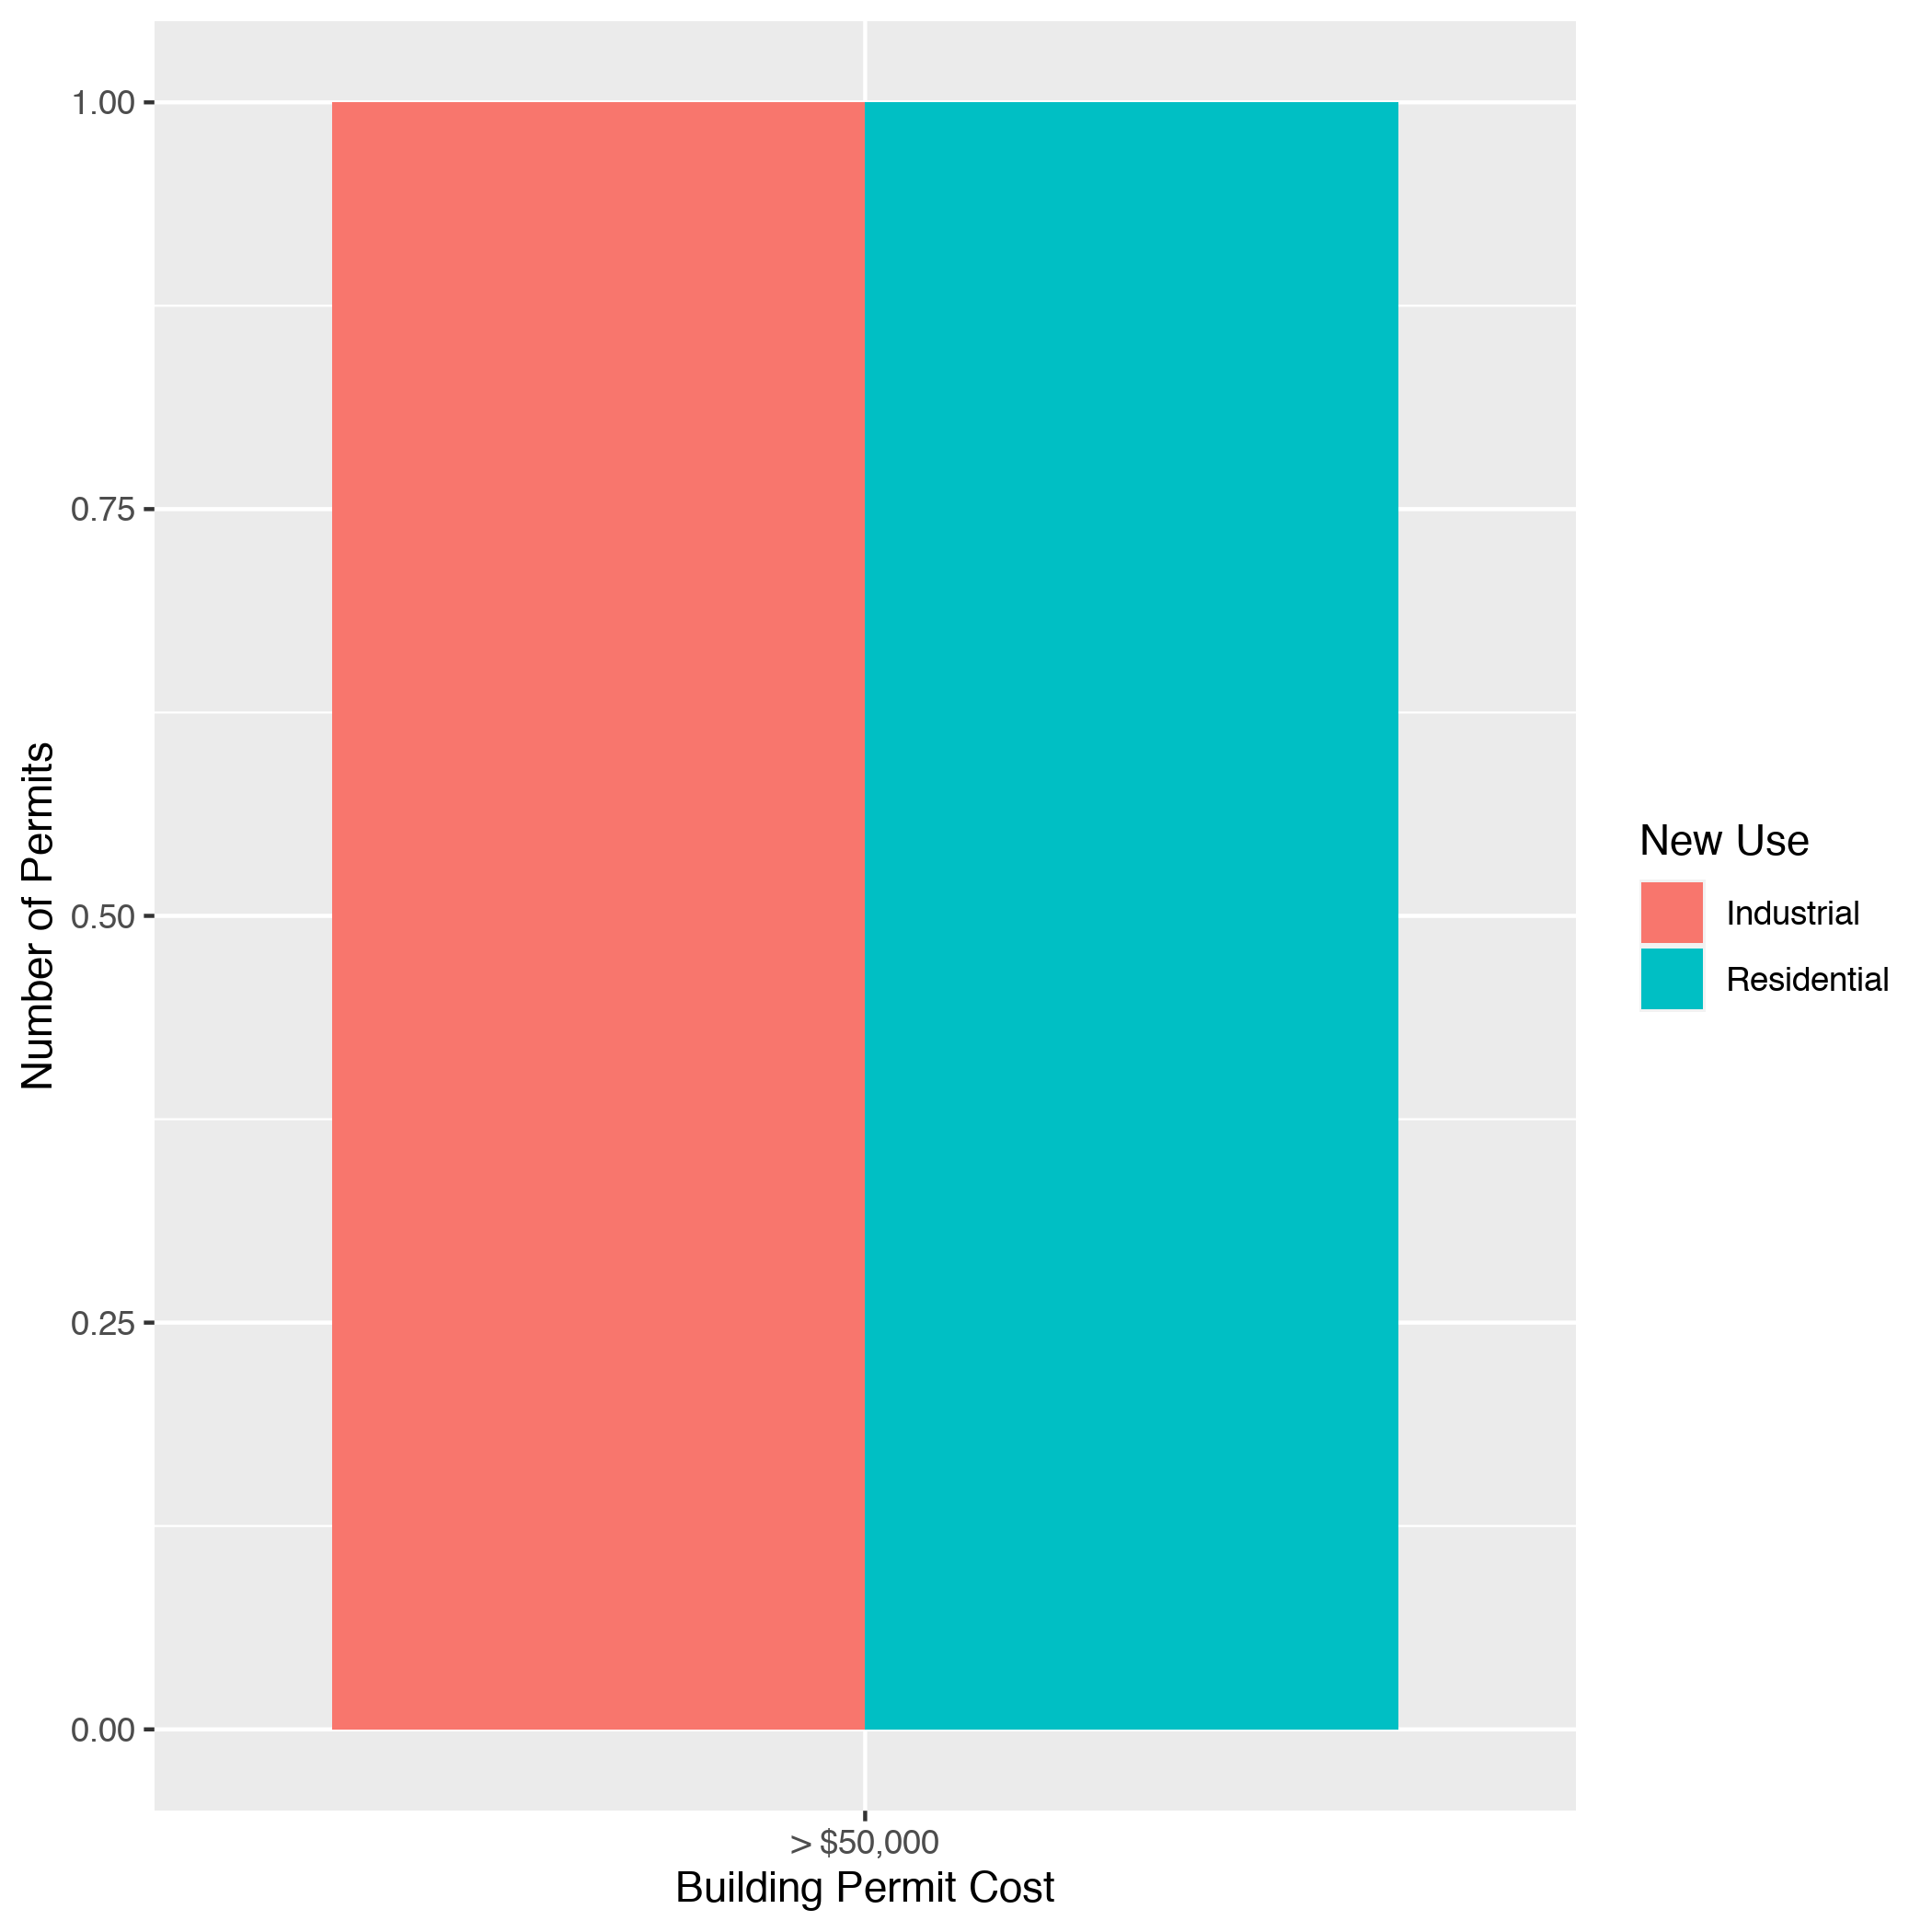 1.00
0.75
0.50
0.25
0.00
Number of Permits
> $50,000
Building Permit Cost
New Use
Industrial
Residential